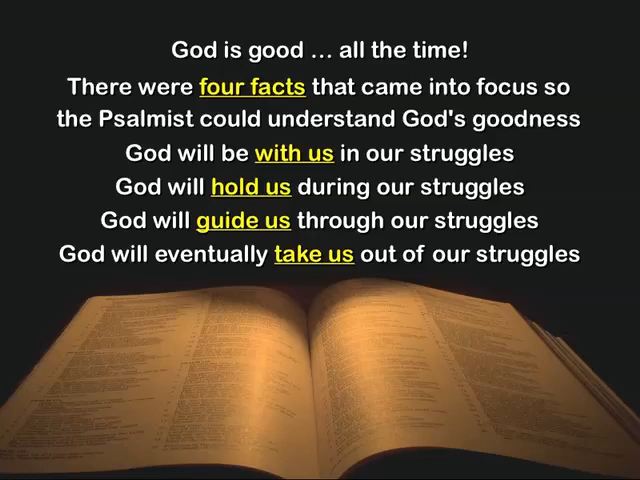 God is good … all the time!
There were four facts that came into focus so
the Psalmist could understand God's goodness
God will be with us in our struggles
God will hold us during our struggles
God will guide us through our struggles
God will eventually take us out of our struggles